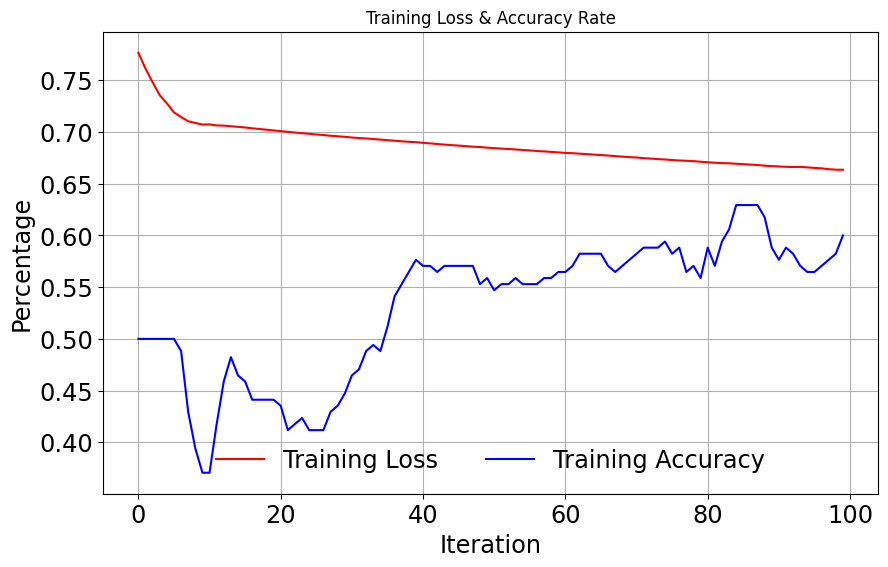 Training Loss & Accuracy Rate
Percentage
0.75
0.70
0.65
0.60
0.55
0.50
0.45
0.40
Training Loss Training Accuracy
0 20 40 60 80 100
Iteration